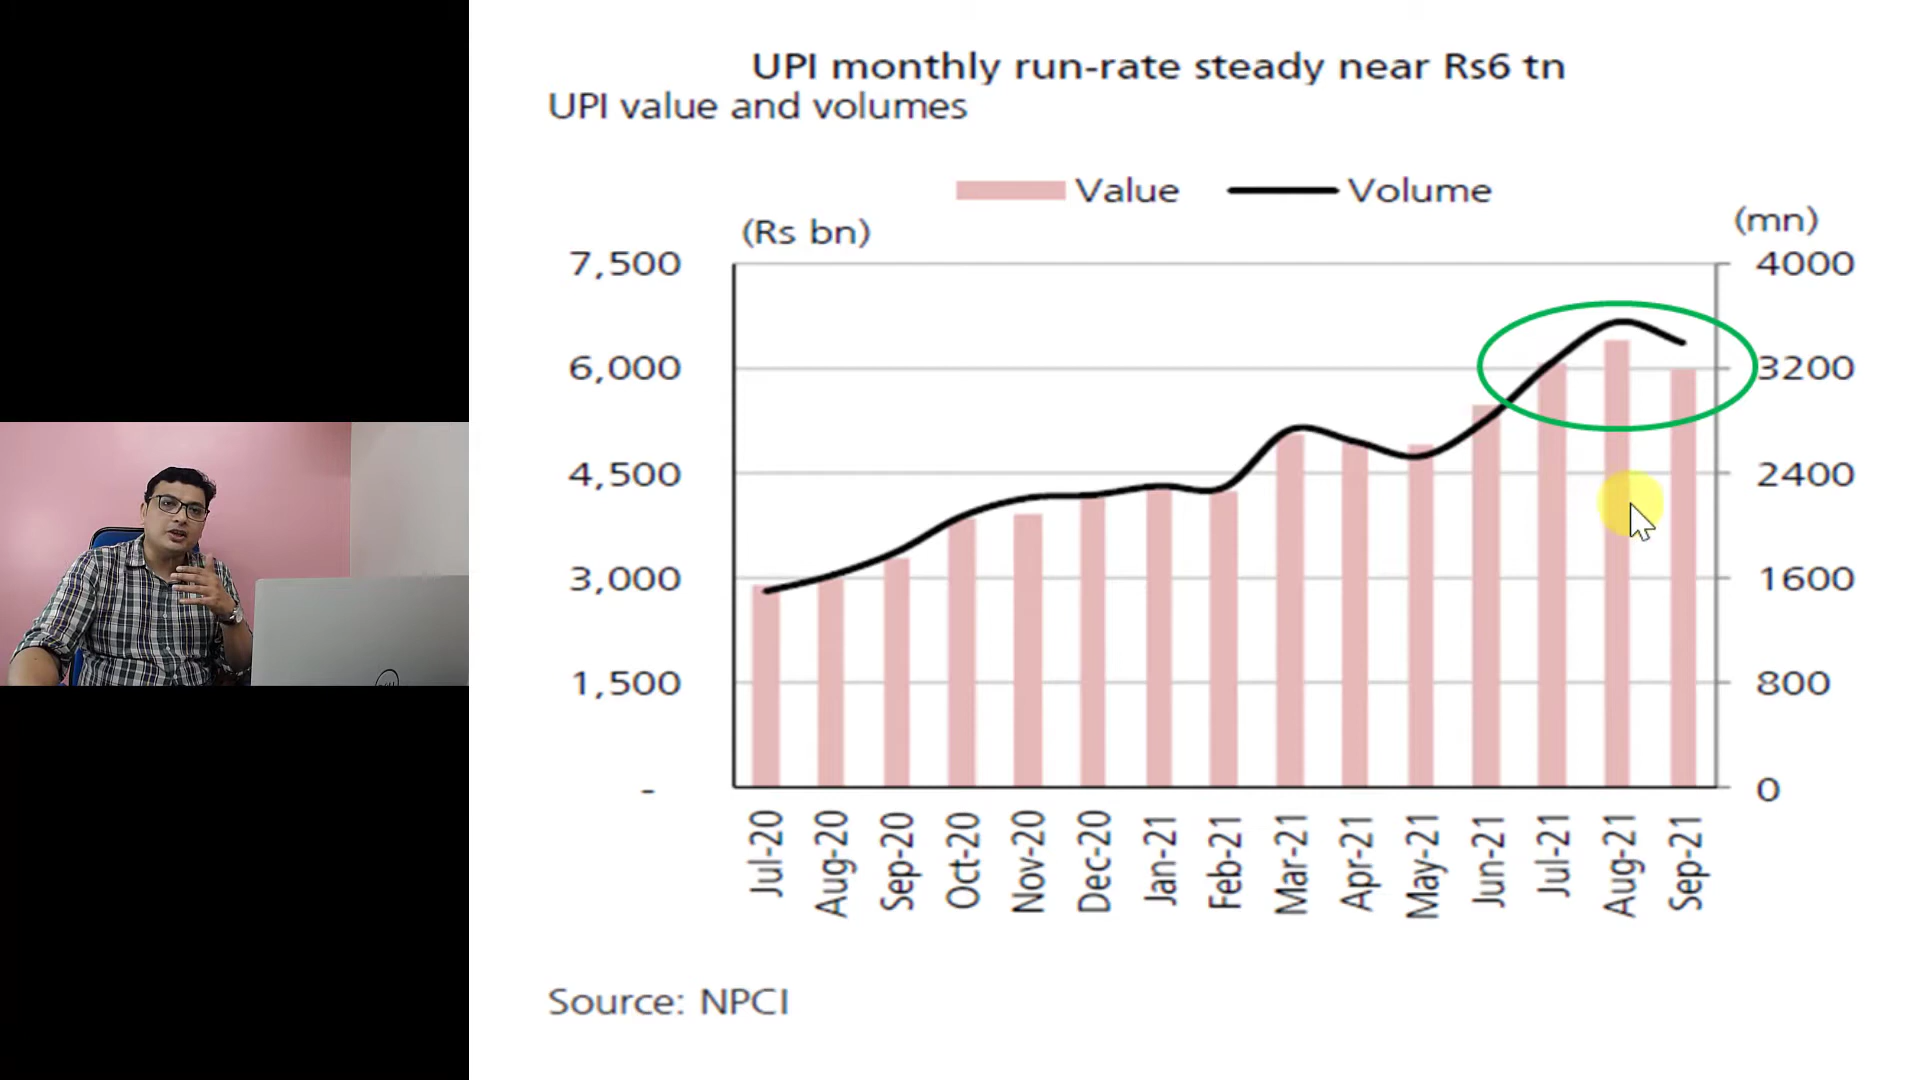 UPI monthly run-rate steady near Rs6 tn
UPI value and volumes
Value Volume
(Rs bn) (mn)
7,500 4000
6,000 3200
4,500 2400
3,000 1600
1,500 800
- 0
Jul-20 Aug-20 Sep-20 Oct-20 Nov-20 Dec-20 Jan-21 Feb-21 Mar-21 Apr-21 May-21 Jun-21 Jul-21 Aug-21 Sep-21
Source: NPCI